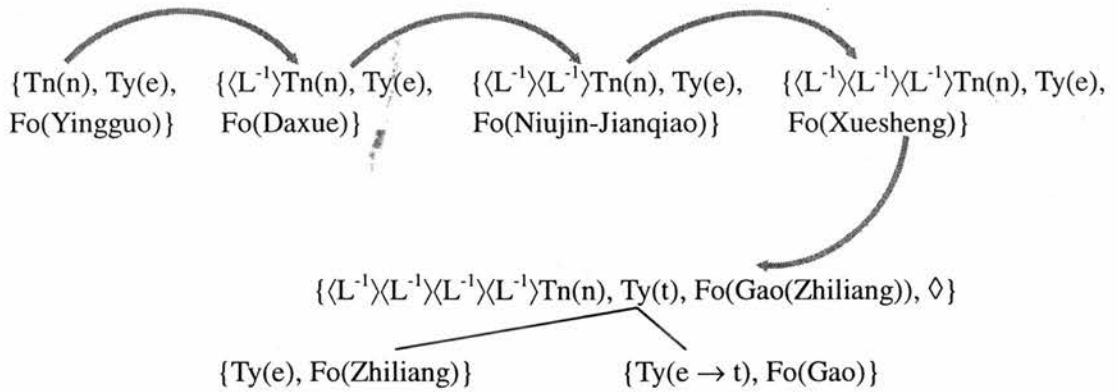 {Tn(n), Ty(e), {⟨L⁻¹⟩Tn(n), Ty(e), {⟨L⁻¹⟩⟨L⁻¹⟩Tn(n), Ty(e), {⟨L⁻¹⟩⟨L⁻¹⟩⟨L⁻¹⟩Tn(n), Ty(e),
Fo(Yingguo)} Fo(Daxue)} Fo(Niujin-Jianqiao)} Fo(Xuesheng)}
{⟨L⁻¹⟩⟨L⁻¹⟩⟨L⁻¹⟩⟨L⁻¹⟩Tn(n), Ty(t), Fo(Gao(Zhiliang)), ◊}
{Ty(e), Fo(Zhiliang)} {Ty(e → t), Fo(Gao)}